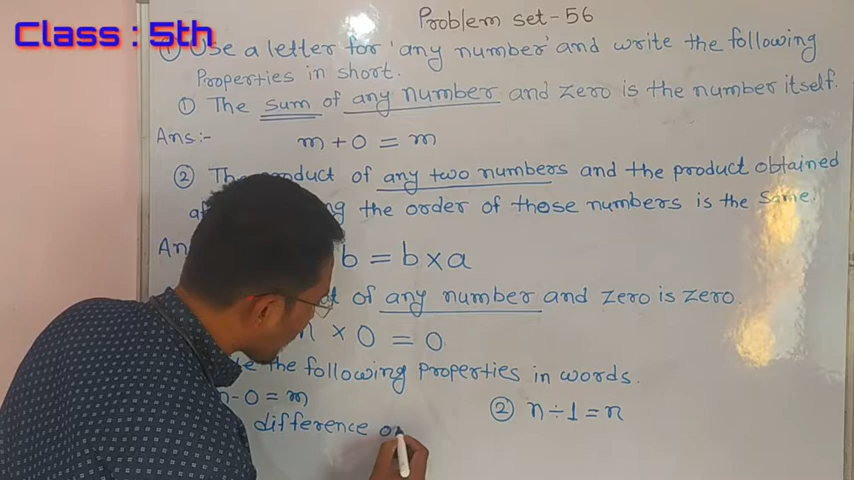 Problem set-56
Class : 5th
Use a letter for 'any number' and write the following
Properties in short.
① The sum of any number and zero is the number itself.
Ans:- m + 0 = m
② The product of any two numbers and the product obtained
the order of those numbers is the same.
b = b × a
of any number and zero is zero.
× 0 = 0
the following properties in words.
- 0 = m
② n ÷ 1 = n
difference